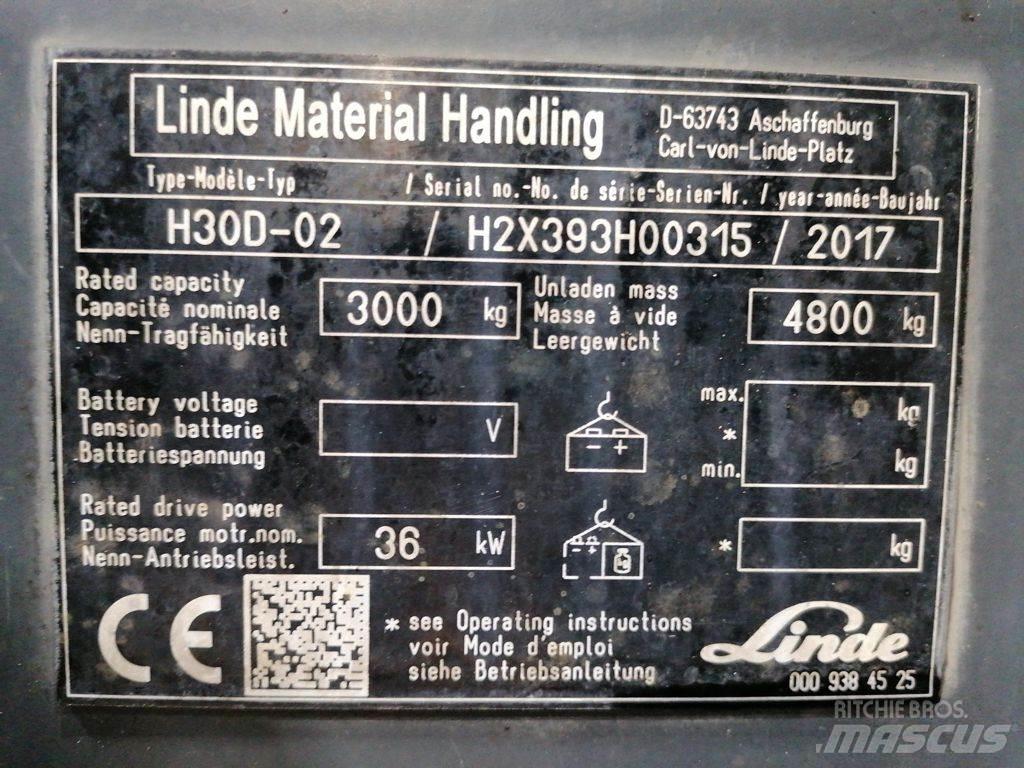 Linde Material Handling
D-63743 Aschaffenburg
Carl-von-Linde-Platz
Type-Modèle-Typ / Serial no.-No. de série-Serien-Nr. / year-année-Baujahr
H30D-02 / H2X393H00315 / 2017
Rated capacity
Capacité nominale
Nenn-Tragfähigkeit
3000 kg
Unladen mass
Masse à vide
Leergewicht
4800 kg
Battery voltage
Tension batterie
Batteriespannung
V
- +
max. kg
*
min. kg
Rated drive power
Puissance motr.nom.
Nenn-Antriebsleist.
36 kW
- +
kg
* kg
CE
* see Operating instructions
voir Mode d'emploi
siehe Betriebsanleitung
Linde
000 938 45 25
RITCHIE BROS.
MASCUS